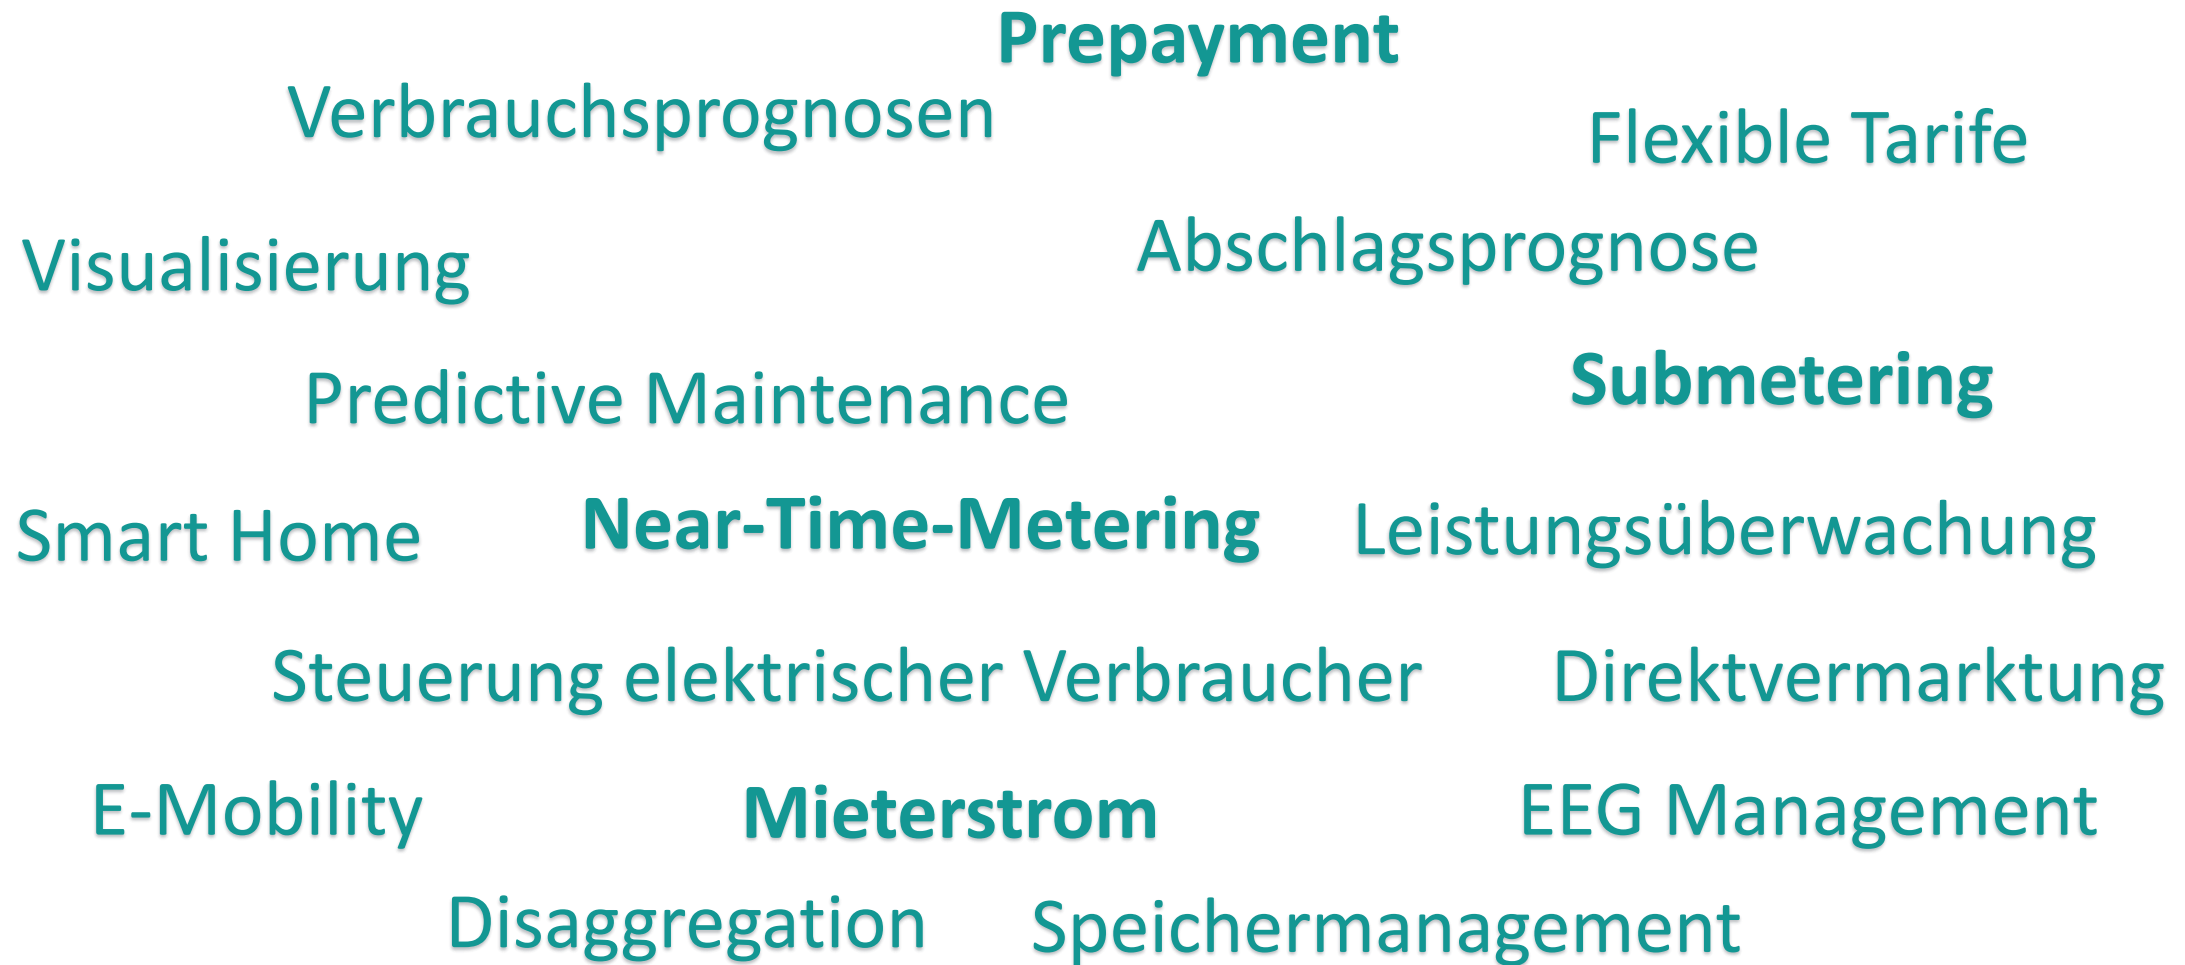 Prepayment
Verbrauchsprognosen
Flexible Tarife
Abschlagsprognose
Visualisierung
Predictive Maintenance
Submetering
Smart Home
Near-Time-Metering
Leistungsüberwachung
Steuerung elektrischer Verbraucher
Direktvermarktung
E-Mobility
Mieterstrom
EEG Management
Disaggregation
Speichermanagement